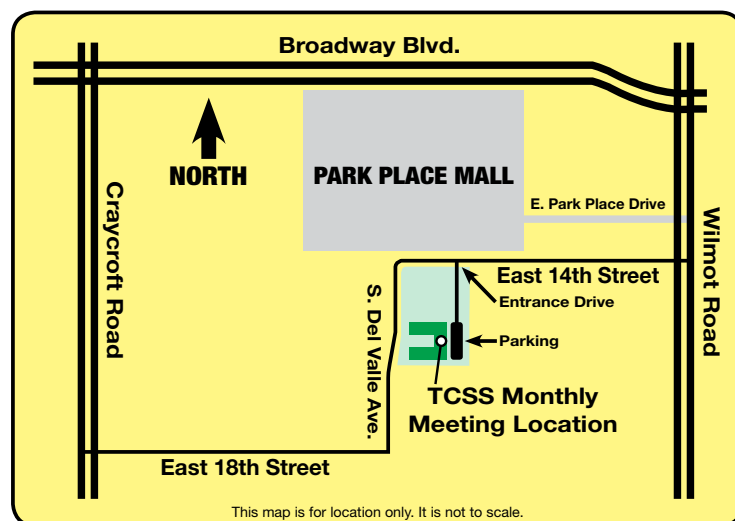 Broadway Blvd.
NORTH
PARK PLACE MALL
E. Park Place Drive
Craycroft Road
Wilmot Road
East 14th Street
Entrance Drive
S. Del Valle Ave.
Parking
TCSS Monthly
Meeting Location
East 18th Street
This map is for location only. It is not to scale.